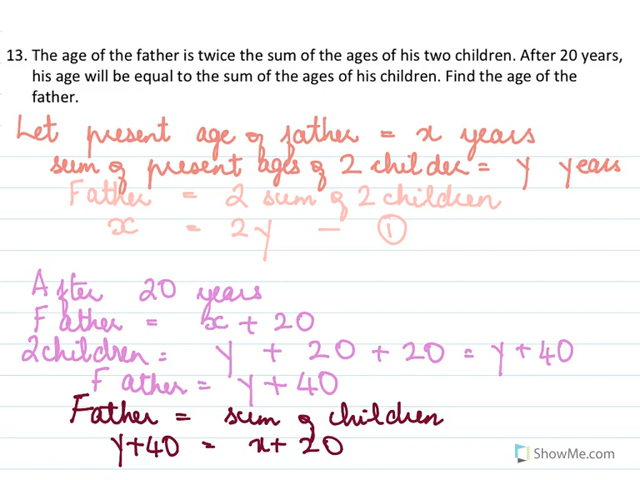 13. The age of the father is twice the sum of the ages of his two children. After 20 years,
his age will be equal to the sum of the ages of his children. Find the age of the
father.
Let present age of father = x years
sum of present ages of 2 childer = y years
Father = 2 sum of 2 children
x = 2y - ①
After 20 years
Father = x + 20
2 children = y + 20 + 20 = y + 40
Father = y + 40
Father = sum of children
y+40 = x+ 20
ShowMe.com